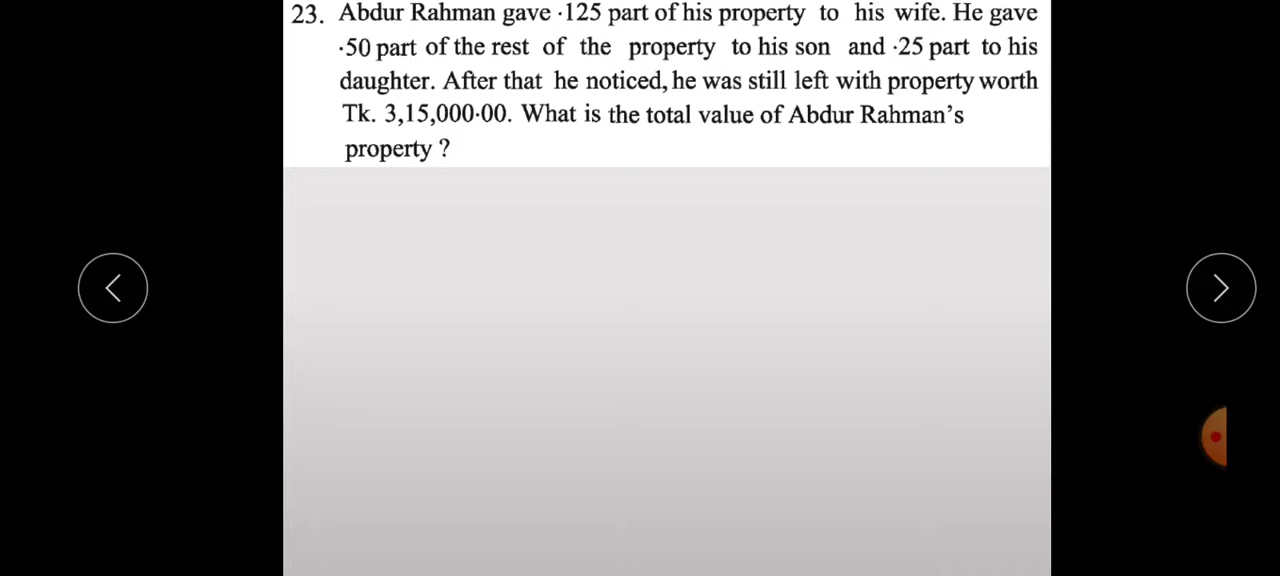 23. Abdur Rahman gave ·125 part of his property to his wife. He gave
·50 part of the rest of the property to his son and ·25 part to his
daughter. After that he noticed, he was still left with property worth
Tk. 3,15,000·00. What is the total value of Abdur Rahman’s
property ?